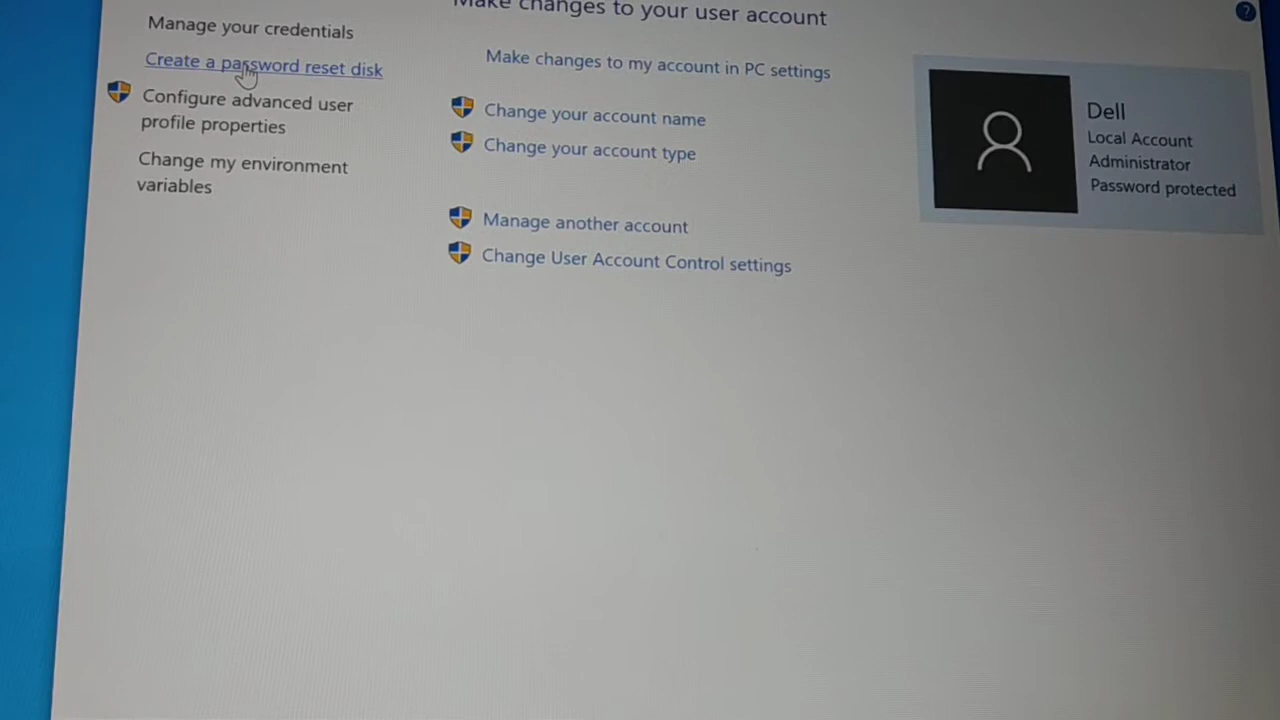 Make changes to your user account
Manage your credentials
Create a password reset disk
Configure advanced user
profile properties
Change my environment
variables
Make changes to my account in PC settings
Change your account name
Change your account type
Manage another account
Change User Account Control settings
Dell
Local Account
Administrator
Password protected
?